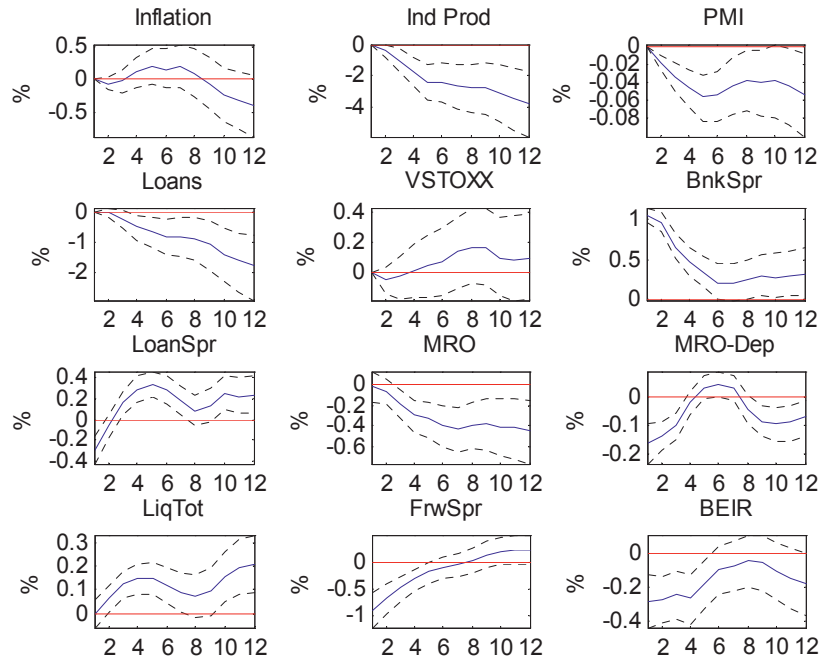 Inflation Ind Prod PMI
0.5 0 -0.5 % 2 4 6 8 10 12
0 -2 -4 % 2 4 6 8 10 12
0 -0.02 -0.04 -0.06 -0.08 % 2 4 6 8 10 12
Loans VSTOXX BnkSpr
0 -1 -2 % 2 4 6 8 10 12
0.4 0.2 0 % 2 4 6 8 10 12
1 0.5 0 % 2 4 6 8 10 12
LoanSpr MRO MRO-Dep
0.4 0.2 0 -0.2 -0.4 % 2 4 6 8 10 12
0 -0.2 -0.4 -0.6 % 2 4 6 8 10 12
0 -0.1 -0.2 % 2 4 6 8 10 12
LiqTot FrwSpr BEIR
0.3 0.2 0.1 0 % 2 4 6 8 10 12
0 -0.5 -1 % 2 4 6 8 10 12
0 -0.2 -0.4 % 2 4 6 8 10 12